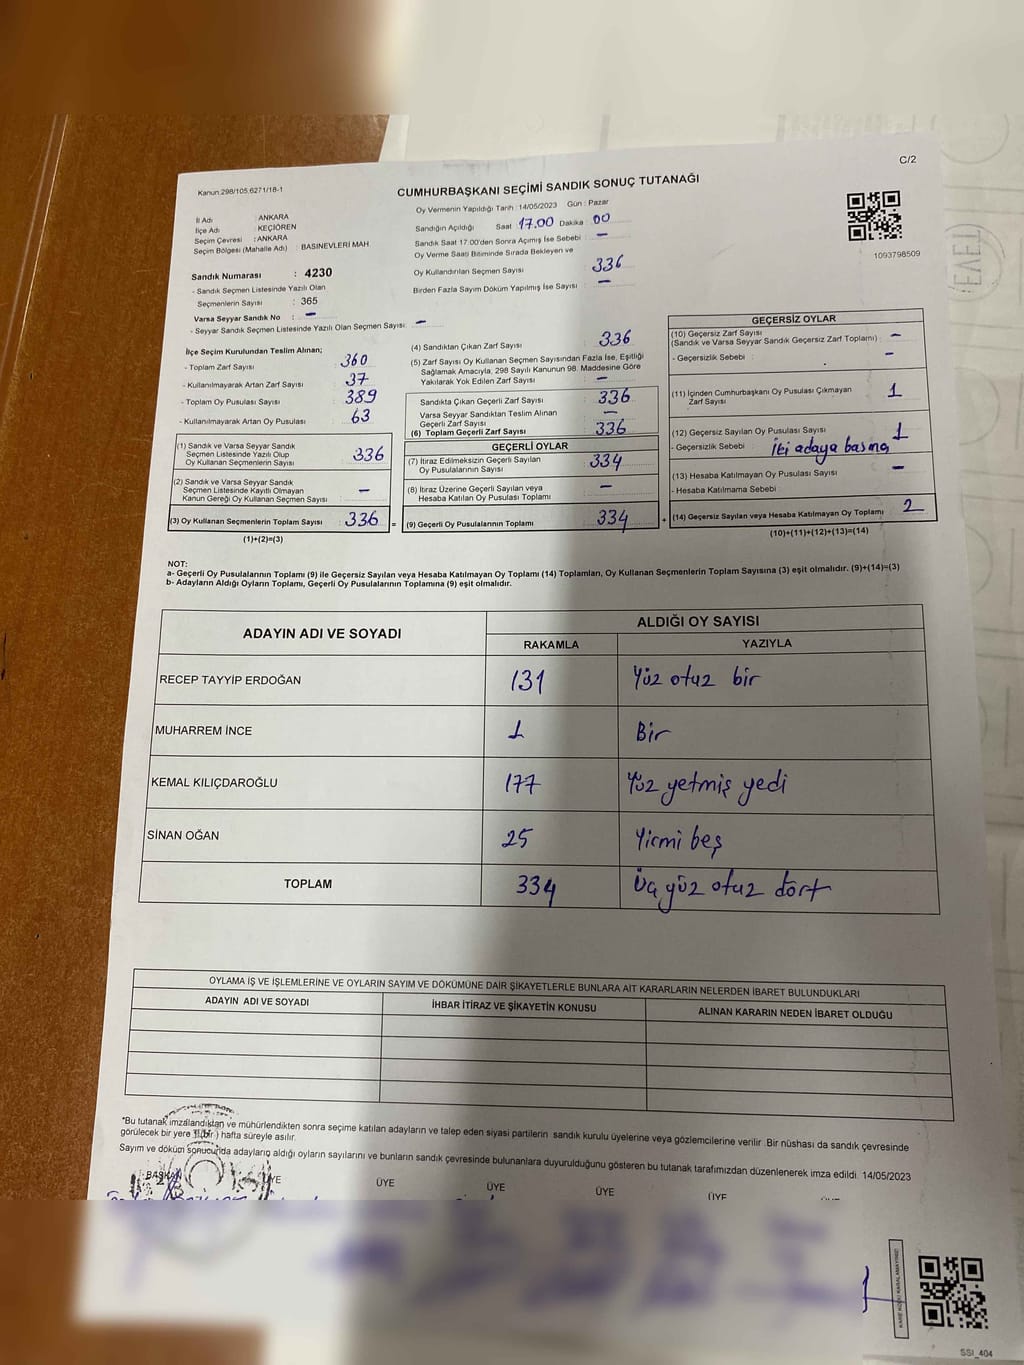 C/2
Kanun:298/105.6271/18-1
CUMHURBAŞKANI SEÇİMİ SANDIK SONUÇ TUTANAĞI
İl Adı : ANKARA
İlçe Adı : KEÇİÖREN
Seçim Çevresi : ANKARA
Seçim Bölgesi (Mahalle Adı) : BASINEVLERİ MAH
Sandık Numarası : 4230
- Sandık Seçmen Listesinde Yazılı Olan
Seçmenlerin Sayısı : 365
Varsa Seyyar Sandık No : -
- Seyyar Sandık Seçmen Listesinde Yazılı Olan Seçmen Sayısı: -
Oy Vermenin Yapıldığı Tarih : 14/05/2023 Gün : Pazar
Sandığın Açıldığı Saat 17.00 Dakika 00
Sandık Saat 17.00'den Sonra Açımış İse Sebebi : -
Oy Verme Saati Bitiminde Sırada Bekleyen ve
Oy Kullandırılan Seçmen Sayısı 336
Birden Fazla Sayım Döküm Yapılmış İse Sayısı : -
1093798509
İlçe Seçim Kurulundan Teslim Alınan;
- Toplam Zarf Sayısı : 360
- Kullanılmayarak Artan Zarf Sayısı : 37
- Toplam Oy Pusulası Sayısı : 389
- Kullanılmayarak Artan Oy Pusulası : 63
(1) Sandık ve Varsa Seyyar Sandık
Seçmen Listesinde Yazılı Olup
Oy Kullanan Seçmenlerin Sayısı : 336
(2) Sandık ve Varsa Seyyar Sandık
Seçmen Listesinde Kayıtlı Olmayan
Kanun Gereği Oy Kullanan Seçmen Sayısı : -
(3) Oy Kullanan Seçmenlerin Toplam Sayısı : 336 =
(1)+(2)=(3)
(4) Sandıktan Çıkan Zarf Sayısı : 336
(5) Zarf Sayısı Oy Kullanan Seçmen Sayısından Fazla İse, Eşitliği
Sağlamak Amacıyla, 298 Sayılı Kanunun 98. Maddesine Göre
Yakılarak Yok Edilen Zarf Sayısı : -
Sandıkta Çıkan Geçerli Zarf Sayısı : 336
Varsa Seyyar Sandıktan Teslim Alınan
Geçerli Zarf Sayısı : -
(6) Toplam Geçerli Zarf Sayısı : 336
GEÇERLİ OYLAR
(7) İtiraz Edilmeksizin Geçerli Sayılan
Oy Pusulalarının Sayısı : 334
(8) İtiraz Üzerine Geçerli Sayılan veya
Hesaba Katılan Oy Pusulası Toplamı : -
(9) Geçerli Oy Pusulalarının Toplamı : 334 +
GEÇERSİZ OYLAR
(10) Geçersiz Zarf Sayısı
(Sandık ve Varsa Seyyar Sandık Geçersiz Zarf Toplamı) : -
- Geçersizlik Sebebi : -
(11) İçinden Cumhurbaşkanı Oy Pusulası Çıkmayan
Zarf Sayısı : 1
(12) Geçersiz Sayılan Oy Pusulası Sayısı : 1
- Geçersizlik Sebebi : İki adaya basma
(13) Hesaba Katılmayan Oy Pusulası Sayısı : -
- Hesaba Katılmama Sebebi :
(14) Geçersiz Sayılan veya Hesaba Katılmayan Oy Toplamı : 2
(10)+(11)+(12)+(13)=(14)
NOT:
a- Geçerli Oy Pusulalarının Toplamı (9) ile Geçersiz Sayılan veya Hesaba Katılmayan Oy Toplamı (14) Toplamları, Oy Kullanan Seçmenlerin Toplam Sayısına (3) eşit olmalıdır. (9)+(14)=(3)
b- Adayların Aldığı Oyların Toplamı, Geçerli Oy Pusulalarının Toplamına (9) eşit olmalıdır.
ADAYIN ADI VE SOYADI ALDIĞI OY SAYISI
RAKAMLA YAZIYLA
RECEP TAYYİP ERDOĞAN 131 Yüz otuz bir
MUHARREM İNCE 1 Bir
KEMAL KILIÇDAROĞLU 177 Yüz yetmiş yedi
SİNAN OĞAN 25 Yirmi beş
TOPLAM 334 Üç yüz otuz dört
OYLAMA İŞ VE İŞLEMLERİNE VE OYLARIN SAYIM VE DÖKÜMÜNE DAİR ŞİKAYETLERLE BUNLARA AİT KARARLARIN NELERDEN İBARET BULUNDUKLARI
ADAYIN ADI VE SOYADI İHBAR İTİRAZ VE ŞİKAYETİN KONUSU ALINAN KARARIN NEDEN İBARET OLDUĞU
*Bu tutanak imzalandıktan ve mühürlendikten sonra seçime katılan adayların ve talep eden siyasi partilerin sandık kurulu üyelerine veya gözlemcilerine verilir. Bir nüshası da sandık çevresinde
görülecek bir yere 1 (bir) hafta süreyle asılır.
Sayım ve döküm sonucunda adayların aldığı oyların sayılarını ve bunların sandık çevresinde bulunanlara duyurulduğunu gösteren bu tutanak tarafımızdan düzenlenerek imza edildi. 14/05/2023
BAŞKAN ÜYE ÜYE ÜYE ÜYE ÜYE
KARE KODU KARALAMAYINIZ!
SSI_404